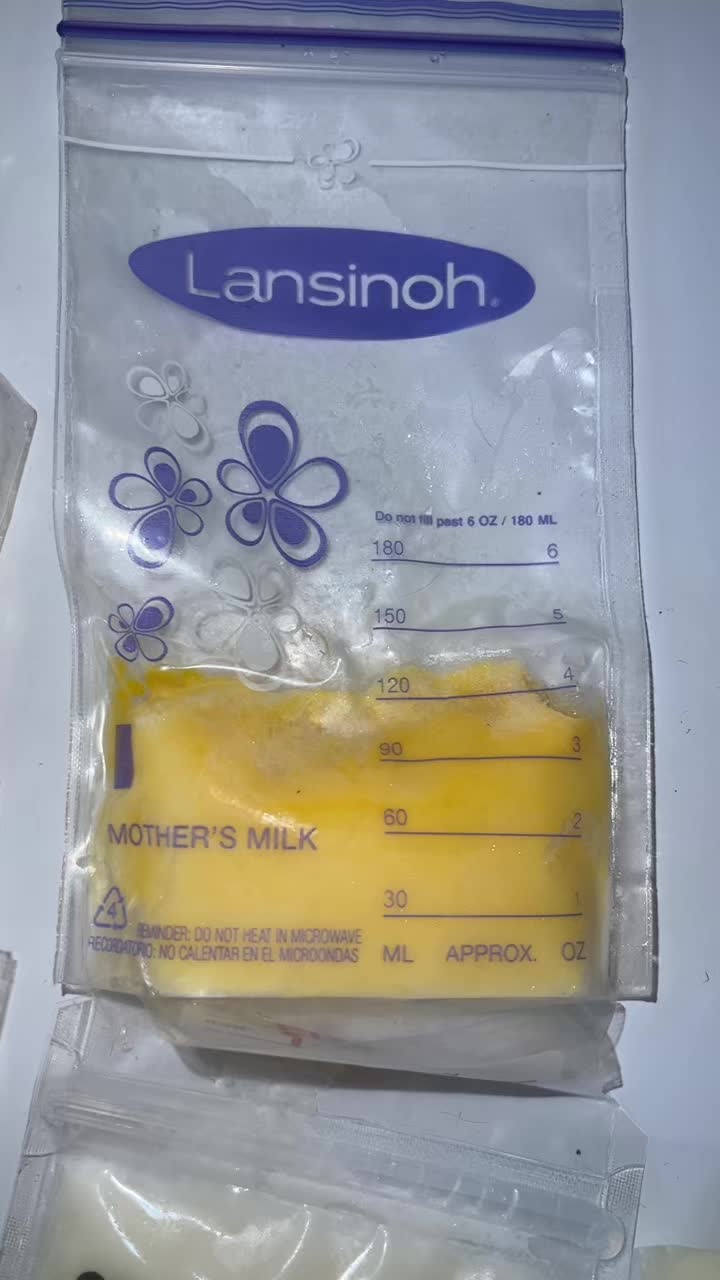 Lansinoh®
Do not fill past 6 OZ / 180 ML
180 6
150 5
120 4
90 3
60 2
30 1
ML APPROX. OZ
MOTHER'S MILK
4
REMINDER: DO NOT HEAT IN MICROWAVE
RECORDATORIO: NO CALENTAR EN EL MICROONDAS